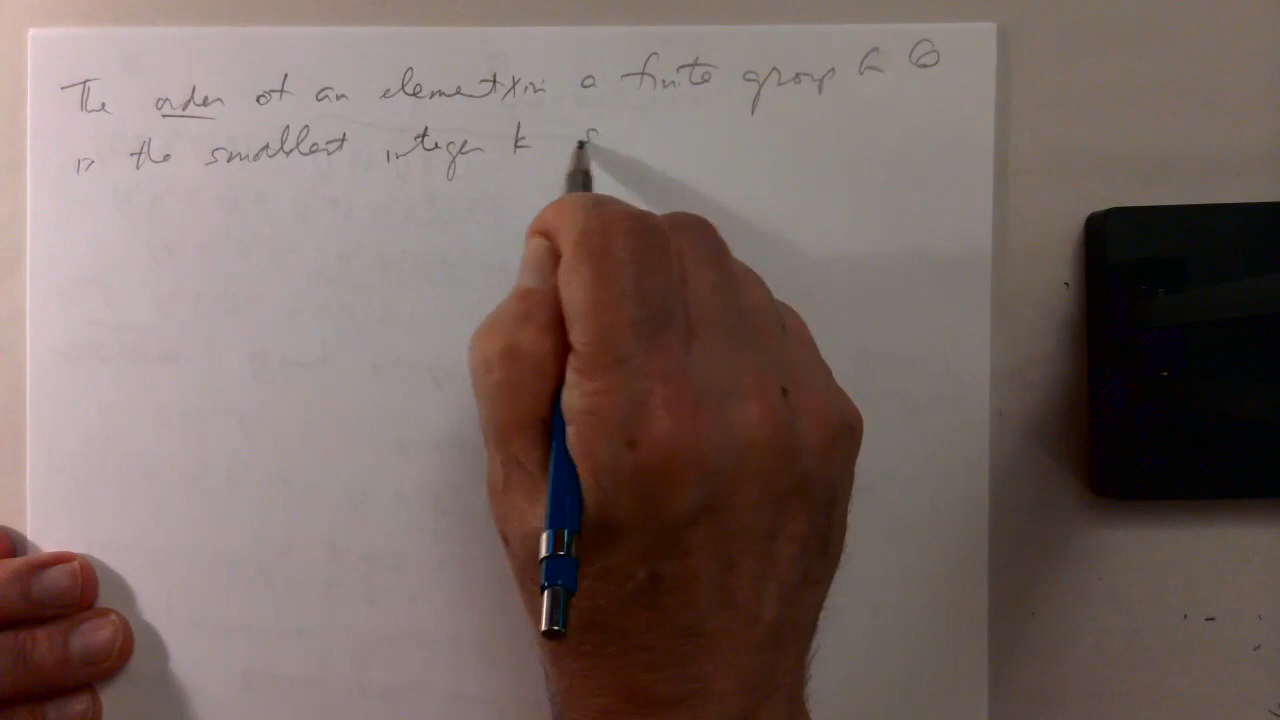 The order of an element x in a finite group G
is the smallest integer k s